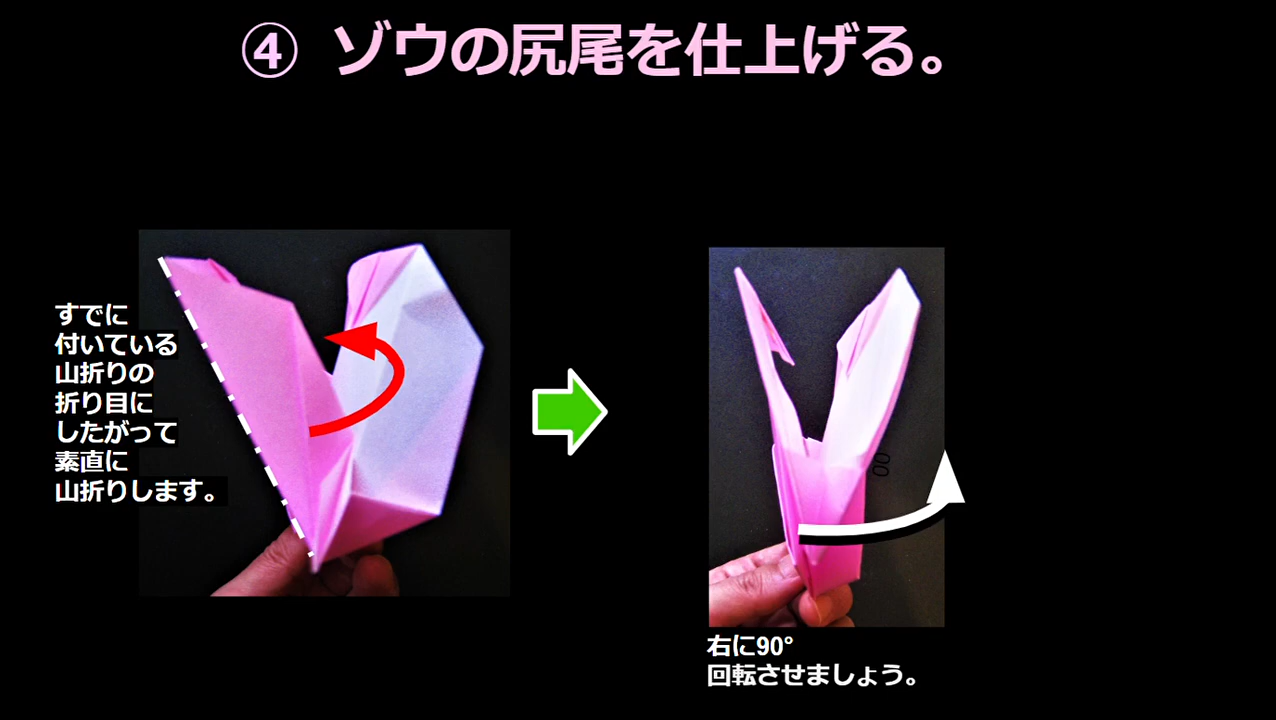 ④ ゾウの尻尾を仕上げる。
すでに
付いている
山折りの
折り目に
したがって
素直に
山折りします。
右に90°
回転させましょう。